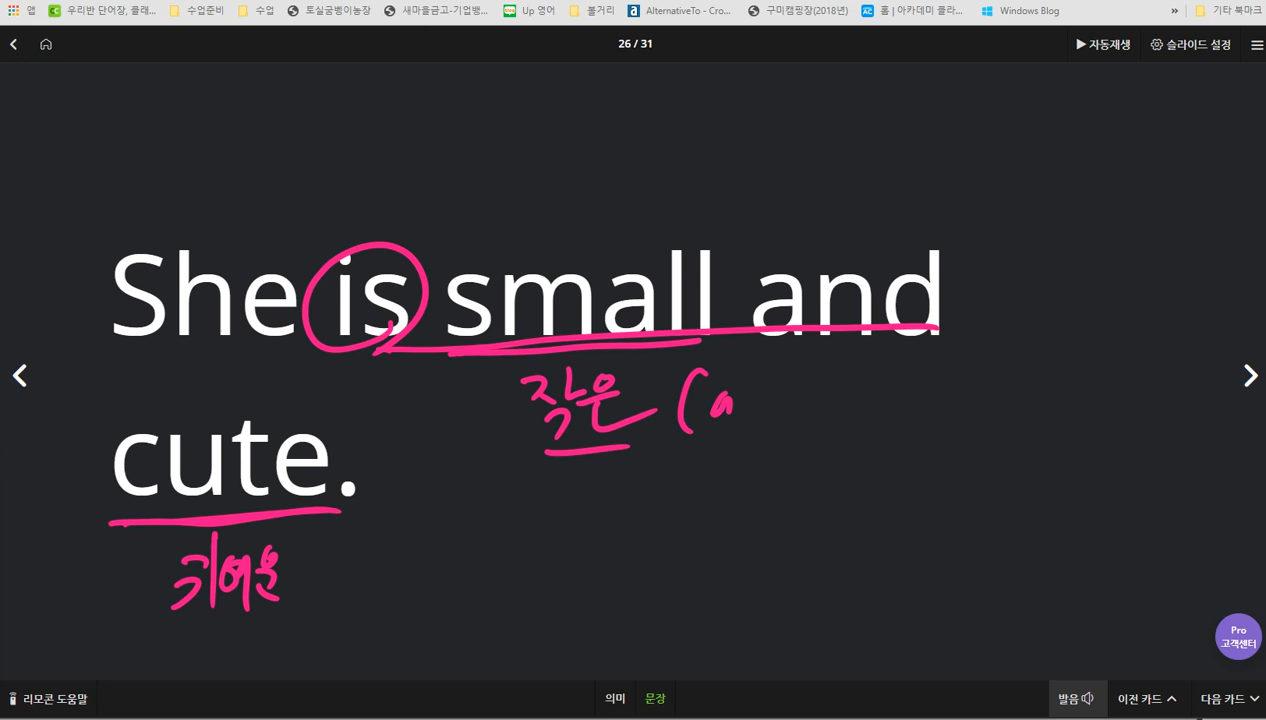 앱 우리반 단어장, 클래... 수업준비 수업 토실굼벵이농장 새마을금고-기업뱅... Up 영어 볼거리 AlternativeTo - Cro... 구미캠핑장(2018년) 홈 | 아카데미 클라... Windows Blog » 기타 북마크
26 / 31 자동재생 슬라이드 설정
She is small and
작은
cute.
귀여운
Pro
고객센터
리모콘 도움말 의미 문장 발음 이전 카드 다음 카드